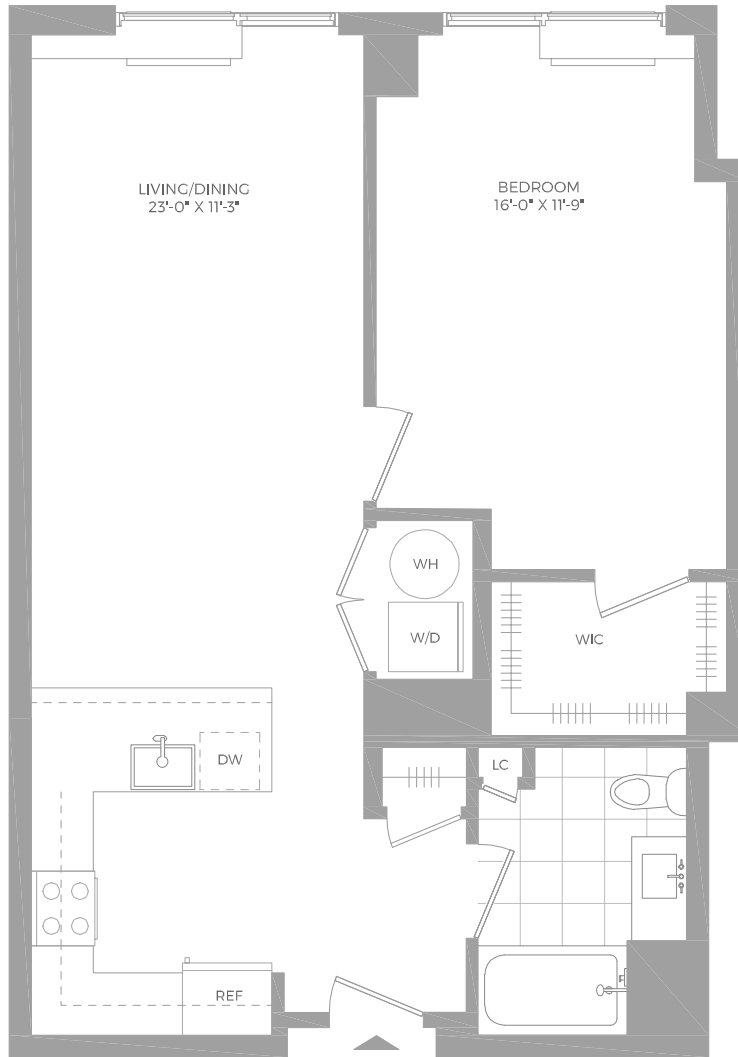 LIVING/DINING
23'-0" X 11'-3"
BEDROOM
16'-0" X 11'-9"
WH
W/D
WIC
DW
LC
REF